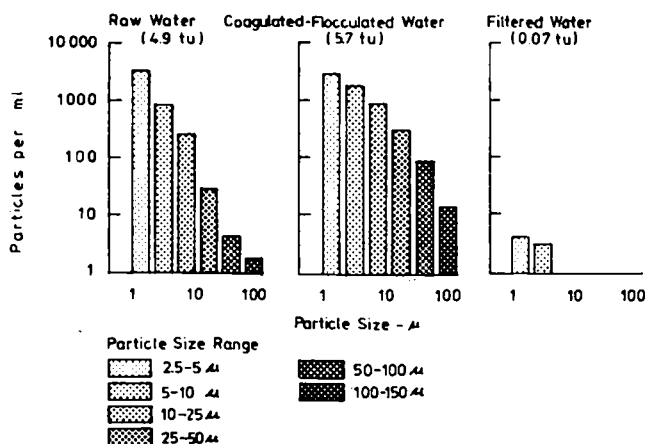 Raw Water Coagulated-Flocculated Water Filtered Water
(4.9 tu) (5.7 tu) (0.07 tu)
10 000
1000
100
10
1
Particles per ml
1 10 100 1 10 100 1 10 100
Particle Size - µ
Particle Size Range
2.5-5 µ
5-10 µ
10-25 µ
25-50 µ
50-100 µ
100-150 µ